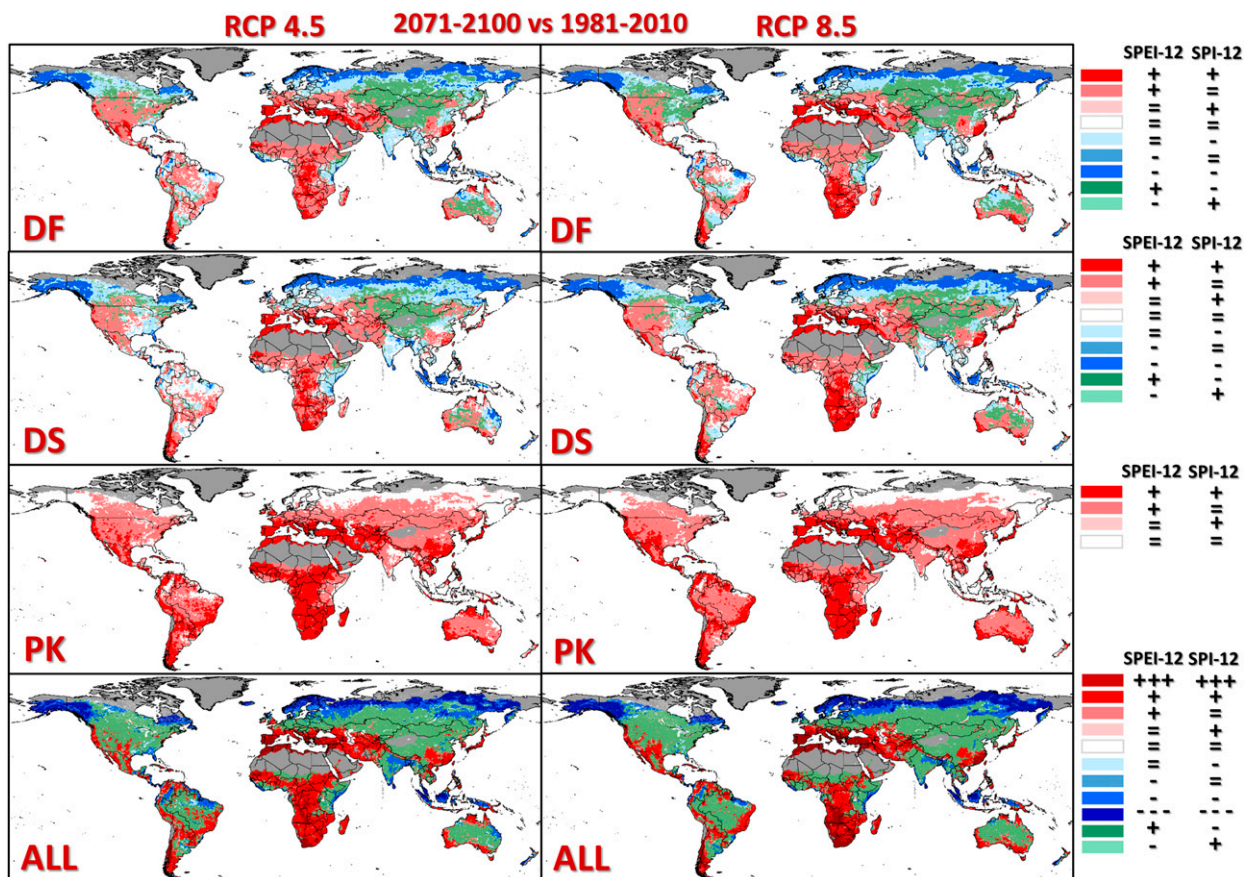 RCP 4.5 2071-2100 vs 1981-2010 RCP 8.5
DF
DF
SPEI-12 SPI-12
+ +
+ =
= +
= =
= -
- =
- -
+ -
- +
DS
DS
SPEI-12 SPI-12
+ +
+ =
= +
= =
= -
- =
- -
+ -
- +
PK
PK
SPEI-12 SPI-12
+ +
+ =
= +
= =
ALL
ALL
SPEI-12 SPI-12
+++ +++
+ +
+ =
= +
= =
= -
- =
- -
--- ---
+ -
- +